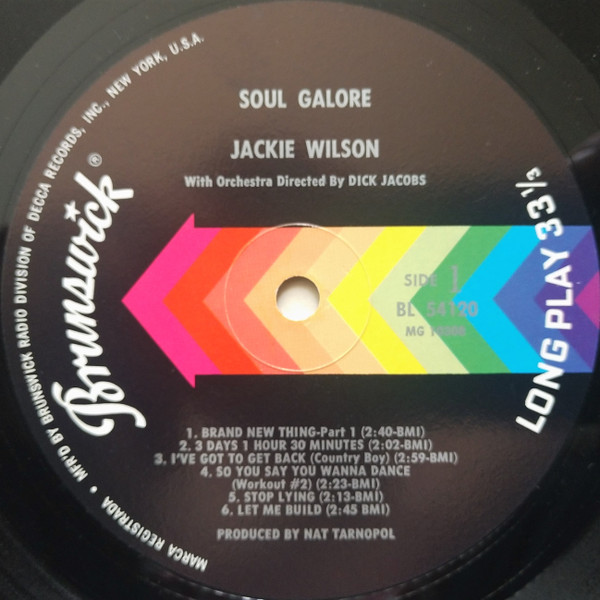 SOUL GALORE
JACKIE WILSON
With Orchestra Directed By DICK JACOBS
Brunswick®
MFR'D BY BRUNSWICK RADIO DIVISION OF DECCA RECORDS, INC., NEW YORK, U.S.A.
MARCA REGISTRADA •
SIDE 1
BL 54120
MG
LONG PLAY 33 1/3
1. BRAND NEW THING-Part 1 (2:40-BMI)
2. 3 DAYS 1 HOUR 30 MINUTES (2:02-BMI)
3. I'VE GOT TO GET BACK (Country Boy) (2:59-BMI)
4. SO YOU SAY YOU WANNA DANCE
(Workout #2) (2:23-BMI)
5. STOP LYING (2:13-BMI)
6. LET ME BUILD (2:45 BMI)
PRODUCED BY NAT TARNOPOL